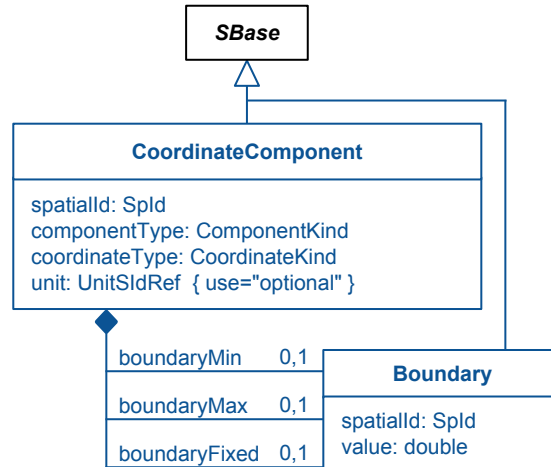 SBase
CoordinateComponent
spatialId: SpId
componentType: ComponentKind
coordinateType: CoordinateKind
unit: UnitSIdRef { use="optional" }
boundaryMin 0,1
boundaryMax 0,1
boundaryFixed 0,1
Boundary
spatialId: SpId
value: double